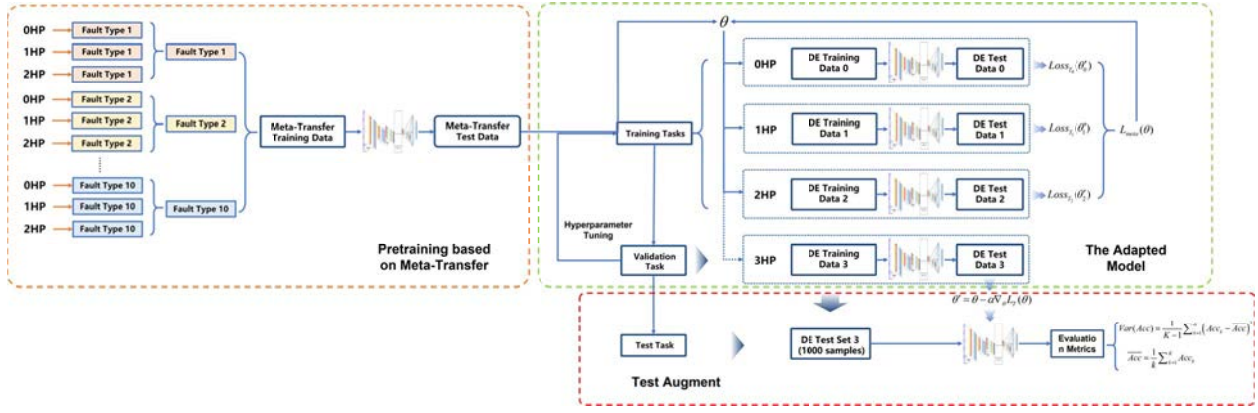 0HP
Fault Type 1
1HP
Fault Type 1
Fault Type 1
2HP
Fault Type 1
0HP
Fault Type 2
1HP
Fault Type 2
Fault Type 2
2HP
Fault Type 2
0HP
Fault Type 10
1HP
Fault Type 10
Fault Type 10
2HP
Fault Type 10
Meta-Transfer
Training Data
Meta-Transfer
Test Data
Pretraining based
on Meta-Transfer
θ
Training Tasks
Hyperparameter
Tuning
Validation
Task
0HP
DE Training
Data 0
DE Test
Data 0
1HP
DE Training
Data 1
DE Test
Data 1
2HP
DE Training
Data 2
DE Test
Data 2
3HP
DE Training
Data 3
DE Test
Data 3
L_meta(θ)
The Adapted
Model
Test Task
DE Test Set 3
(1000 samples)
Evaluatio
n Metrics
Test Augment